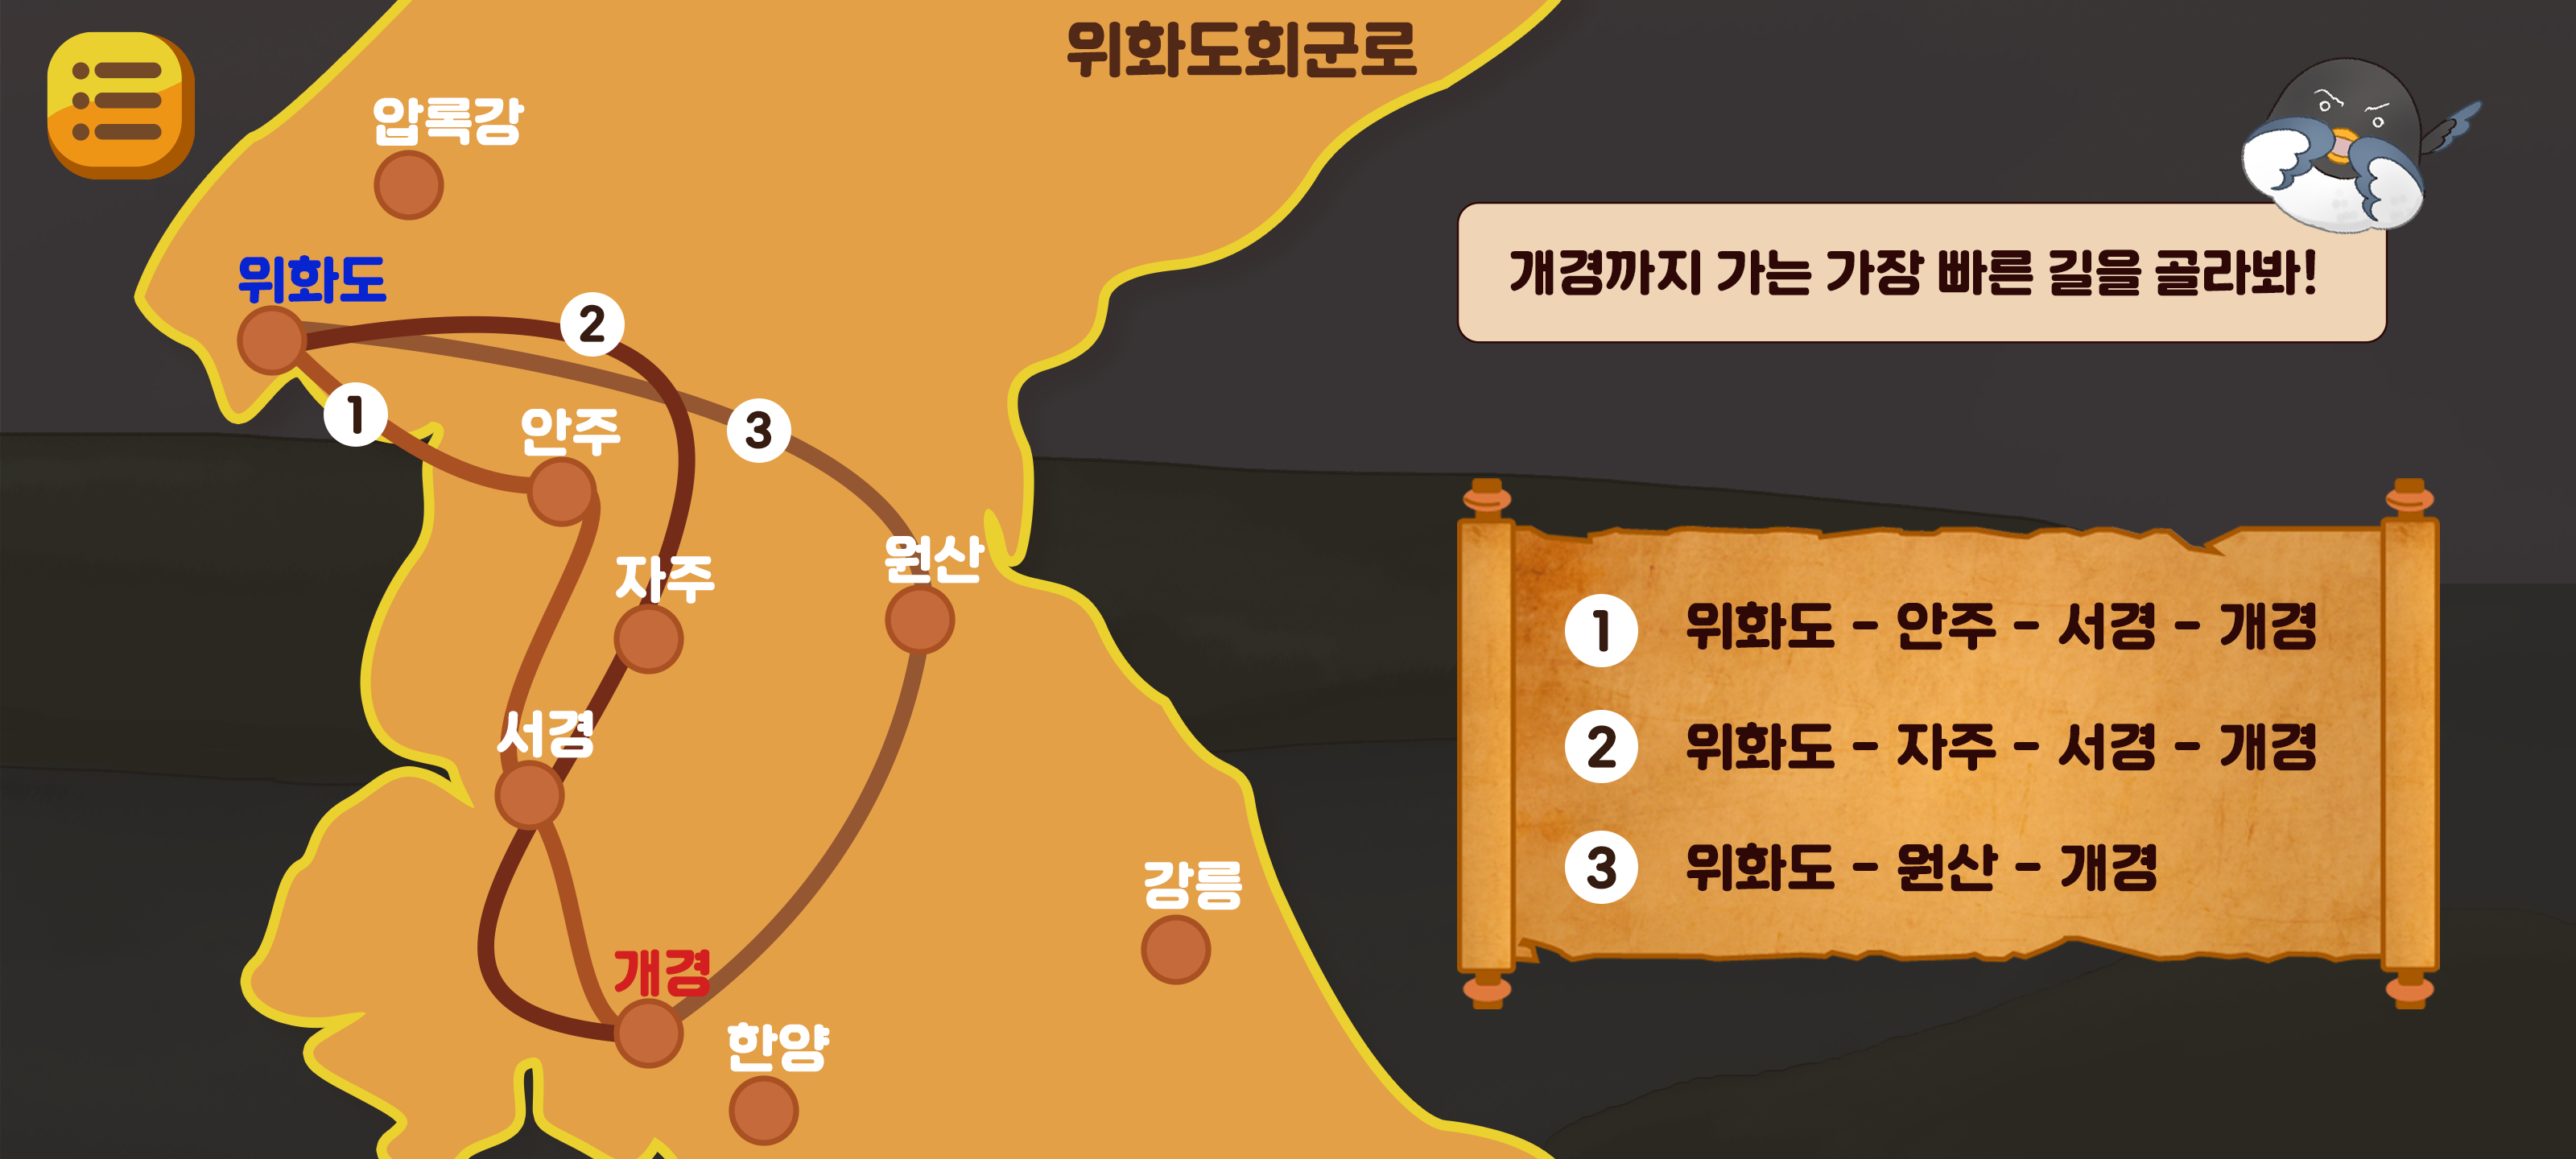 위화도회군로
압록강
위화도
2
1
3
안주
자주
원산
서경
강릉
개경
한양
개경까지 가는 가장 빠른 길을 골라봐!
1 위화도 - 안주 - 서경 - 개경
2 위화도 - 자주 - 서경 - 개경
3 위화도 - 원산 - 개경